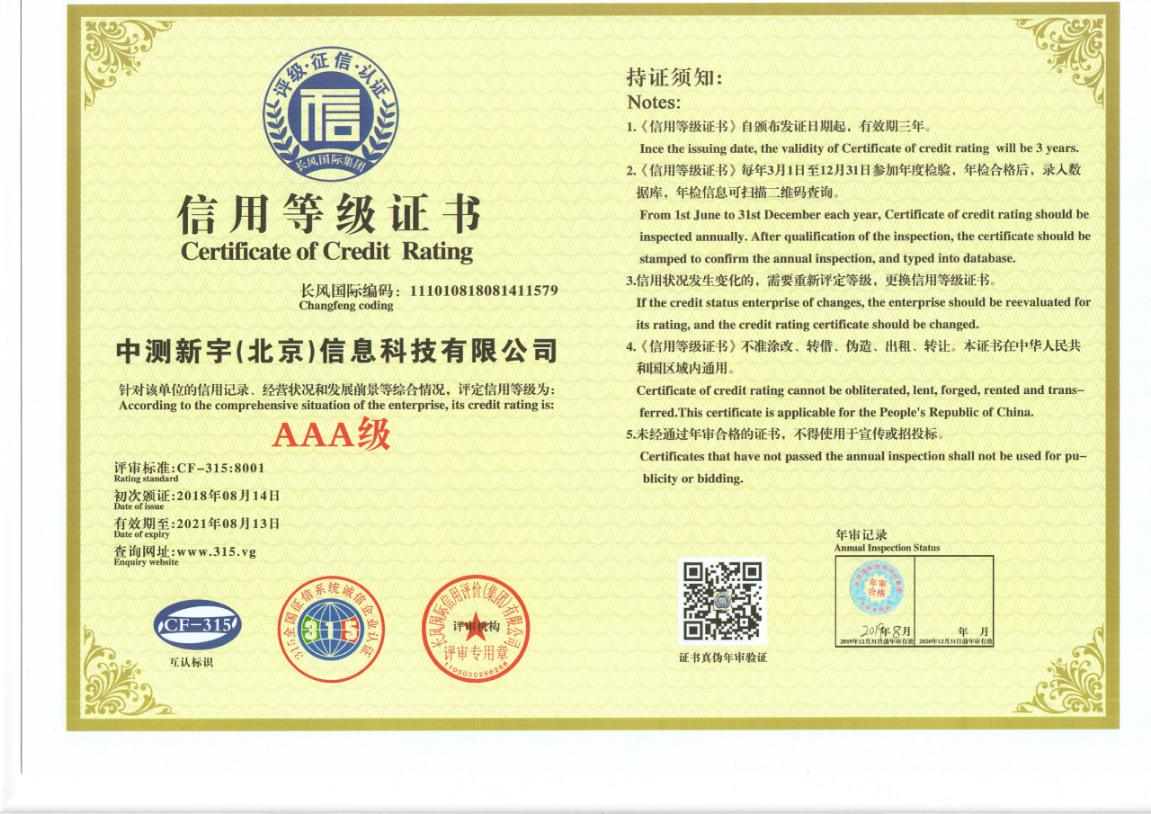 评级·征信·认证
信
长风国际集团
信用等级证书
Certificate of Credit Rating
长风国际编码：111010818081411579
Changfeng coding
中测新宇(北京)信息科技有限公司
针对该单位的信用记录、经营状况和发展前景等综合情况，评定信用等级为：
According to the comprehensive situation of the enterprise, its credit rating is:
AAA级
评审标准:CF-315:8001
Rating standard
初次颁证:2018年08月14日
Date of issue
有效期至:2021年08月13日
Date of expiry
查询网址:www.315.vg
Enquiry website
CF-315
互认标识
315全国征信系统诚信企业认证
315
长风国际信用评价(集团)有限公司
评审机构
评审专用章
持证须知：
Notes:
1.《信用等级证书》自颁布发证日期起，有效期三年。
Ince the issuing date, the validity of Certificate of credit rating will be 3 years.
2.《信用等级证书》每年3月1日至12月31日参加年度检验，年检合格后，录入数
据库，年检信息可扫描二维码查询。
From 1st June to 31st December each year, Certificate of credit rating should be
inspected annually. After qualification of the inspection, the certificate should be
stamped to confirm the annual inspection, and typed into database.
3.信用状况发生变化的，需要重新评定等级，更换信用等级证书。
If the credit status enterprise of changes, the enterprise should be reevaluated for
its rating, and the credit rating certificate should be changed.
4.《信用等级证书》不准涂改、转借、伪造、出租、转让。本证书在中华人民共
和国区域内通用。
Certificate of credit rating cannot be obliterated, lent, forged, rented and trans-
ferred.This certificate is applicable for the People's Republic of China.
5.未经通过年审合格的证书，不得使用于宣传或招投标。
Certificates that have not passed the annual inspection shall not be used for pu-
blicity or bidding.
证书真伪年审验证
年审记录
Annual Inspection Status
年审
合格
2019年8月
年 月
2019年12月31日前年审有效
2020年12月31日前年审有效